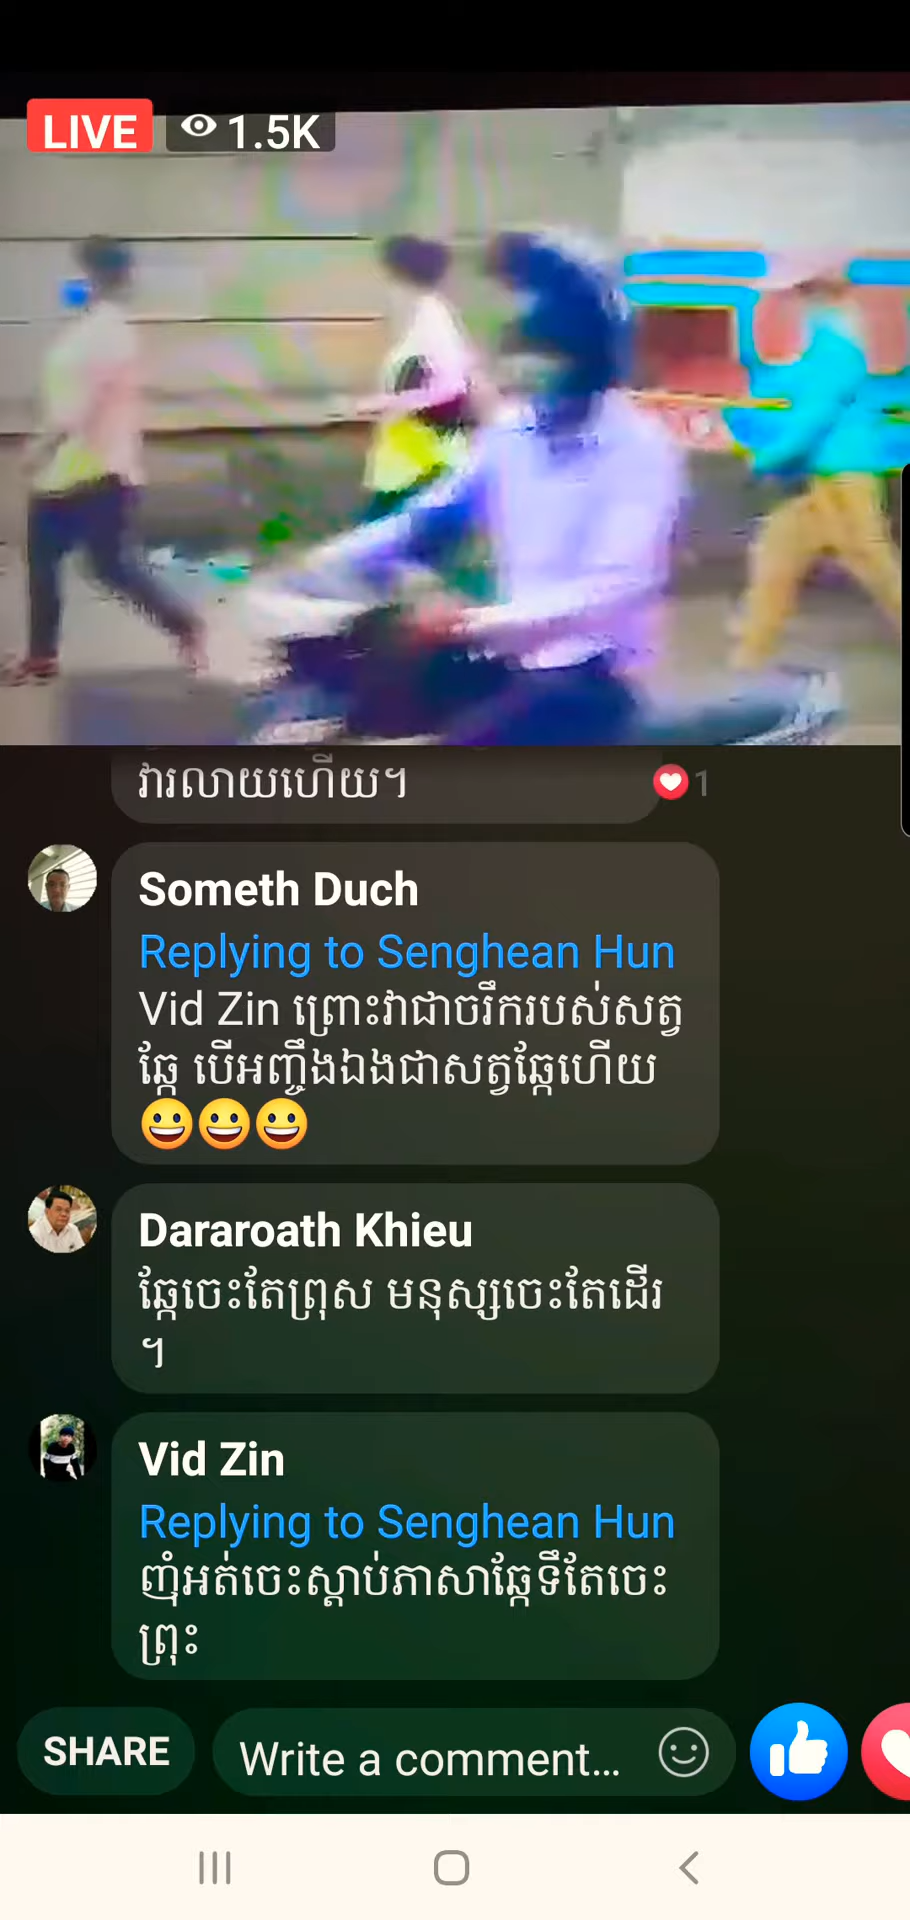 LIVE 1.5K
វារលាយហើយ។ 1
Someth Duch
Replying to Senghean Hun
Vid Zin ព្រោះវាជាចរឹករបស់សត្វ
ឆ្កែ បើអញ្ចឹងឯងជាសត្វឆ្កែហើយ
😀😀😀
Dararoath Khieu
ឆ្កែចេះតែព្រុស មនុស្សចេះតែដើរ
។
Vid Zin
Replying to Senghean Hun
ញុំអត់ចេះស្តាប់ភាសាឆ្កែទឹតែចេះ
ព្រុះ
SHARE Write a comment...